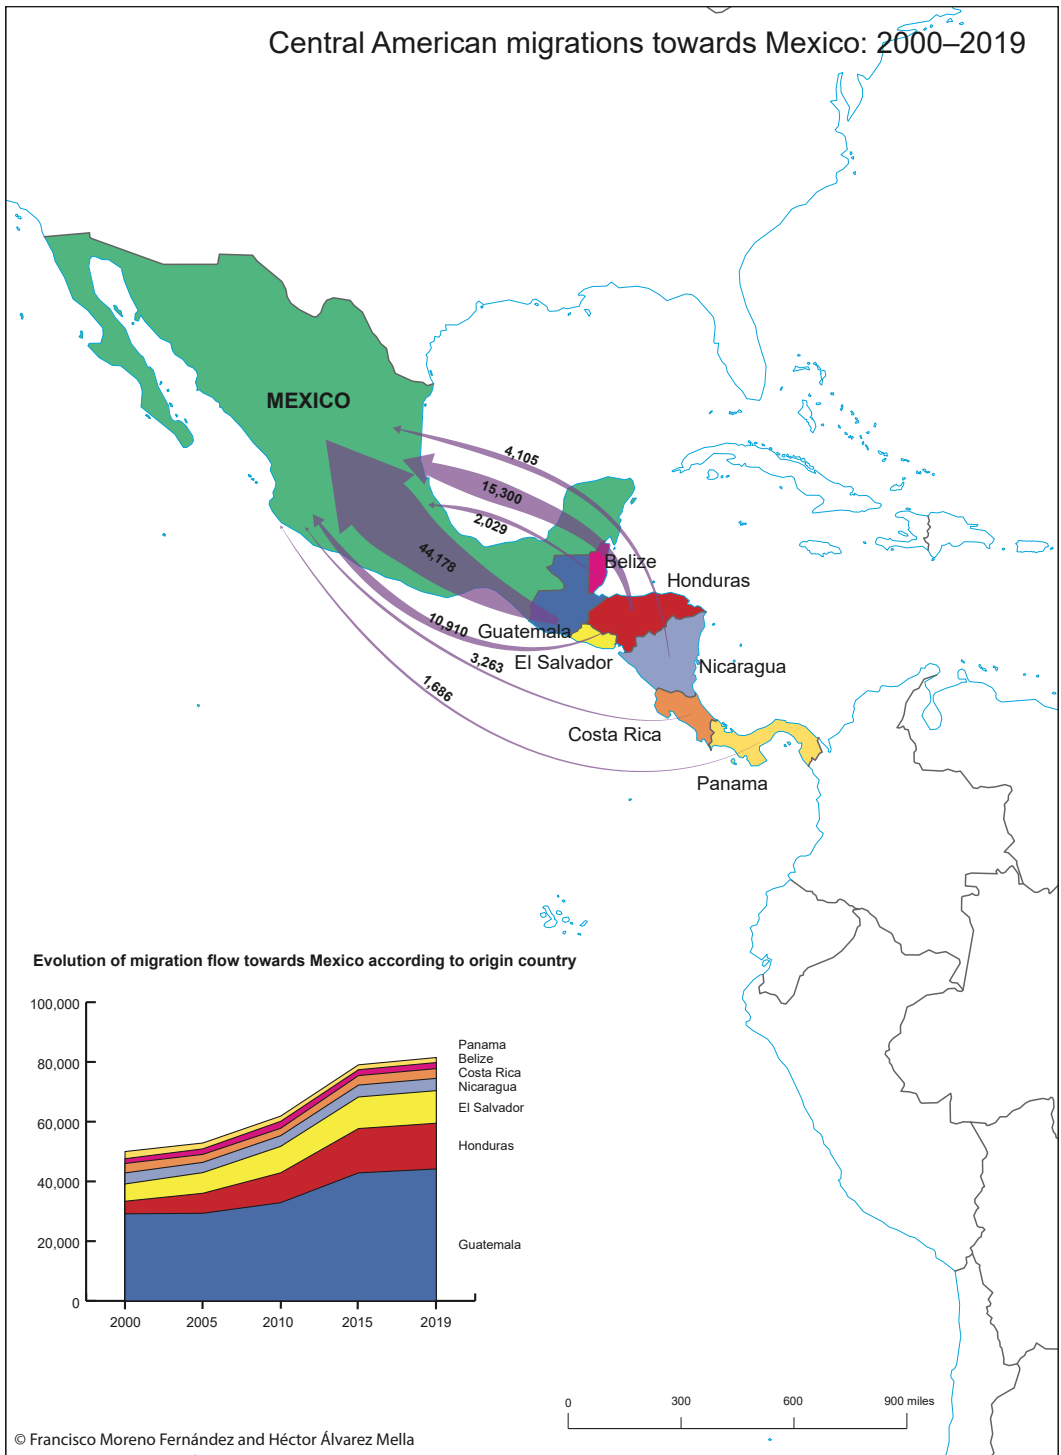 Central American migrations towards Mexico: 2000–2019
MEXICO
4,105
15,300
2,029
44,178
Belize
Honduras
10,910
Guatemala
3,263
El Salvador
Nicaragua
1,686
Costa Rica
Panama
Evolution of migration flow towards Mexico according to origin country
100,000
80,000
60,000
40,000
20,000
0
Panama
Belize
Costa Rica
Nicaragua
El Salvador
Honduras
Guatemala
2000 2005 2010 2015 2019
0 300 600 900 miles
© Francisco Moreno Fernández and Héctor Álvarez Mella